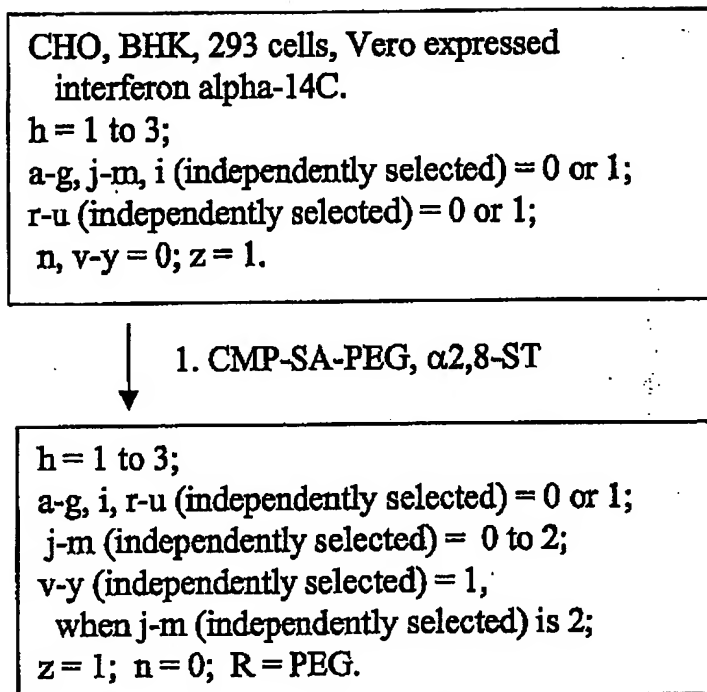 CHO, BHK, 293 cells, Vero expressed
interferon alpha-14C.
h = 1 to 3;
a-g, j-m, i (independently selected) = 0 or 1;
r-u (independently selected) = 0 or 1;
n, v-y = 0; z = 1.
1. CMP-SA-PEG, α2,8-ST
h = 1 to 3;
a-g, i, r-u (independently selected) = 0 or 1;
j-m (independently selected) = 0 to 2;
v-y (independently selected) = 1,
when j-m (independently selected) is 2;
z = 1; n = 0; R = PEG.